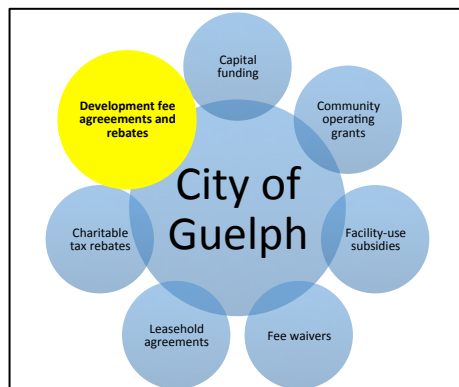 Capital
funding
Development fee
agreeements and
rebates
Community
operating
grants
City of
Guelph
Charitable
tax rebates
Facility-use
subsidies
Leasehold
agreements
Fee waivers